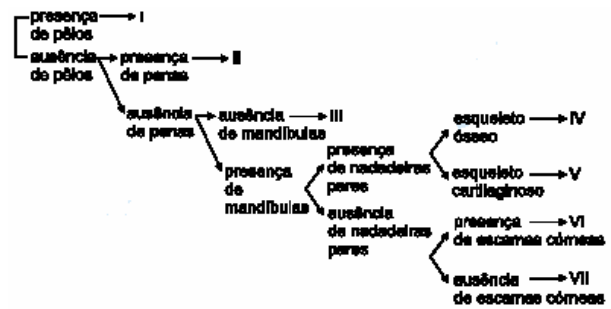 presença → I
de pêlos
ausência → presença → II
de pêlos de penas
ausência → ausência → III
de penas de mandíbulas
presença
de
mandíbulas
presença
de nadadeiras
pares
esqueleto → IV
ósseo
esqueleto → V
cartilaginoso
ausência
de nadadeiras
pares
presença → VI
de escamas córneas
ausência → VII
de escamas córneas